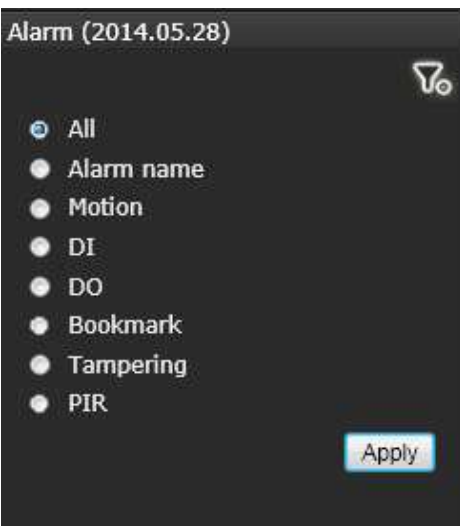 Alarm (2014.05.28)
All
Alarm name
Motion
DI
DO
Bookmark
Tampering
PIR
Apply